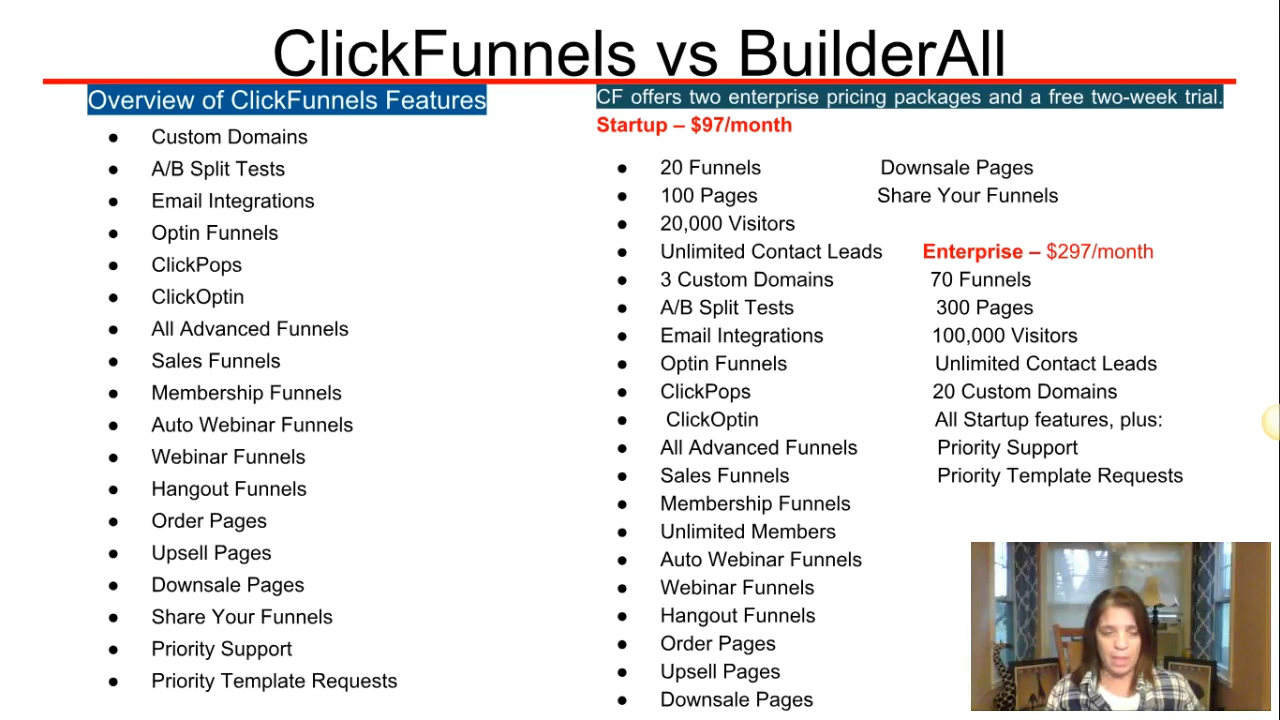 ClickFunnels vs BuilderAll
Overview of ClickFunnels Features
Custom Domains
A/B Split Tests
Email Integrations
Optin Funnels
ClickPops
ClickOptin
All Advanced Funnels
Sales Funnels
Membership Funnels
Auto Webinar Funnels
Webinar Funnels
Hangout Funnels
Order Pages
Upsell Pages
Downsale Pages
Share Your Funnels
Priority Support
Priority Template Requests
CF offers two enterprise pricing packages and a free two-week trial.
Startup – $97/month
20 Funnels Downsale Pages
100 Pages Share Your Funnels
20,000 Visitors
Unlimited Contact Leads Enterprise – $297/month
3 Custom Domains 70 Funnels
A/B Split Tests 300 Pages
Email Integrations 100,000 Visitors
Optin Funnels Unlimited Contact Leads
ClickPops 20 Custom Domains
ClickOptin All Startup features, plus:
All Advanced Funnels Priority Support
Sales Funnels Priority Template Requests
Membership Funnels
Unlimited Members
Auto Webinar Funnels
Webinar Funnels
Hangout Funnels
Order Pages
Upsell Pages
Downsale Pages